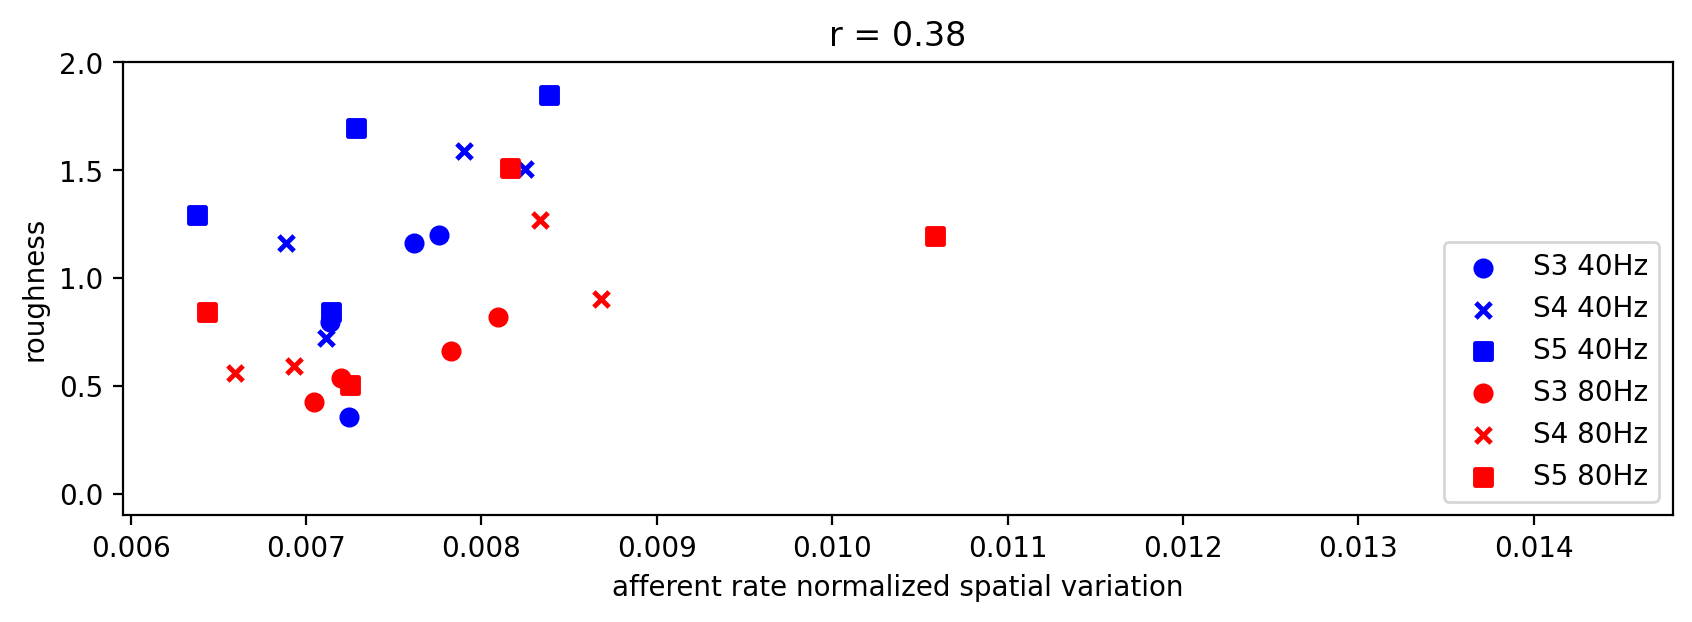 r = 0.38
2.0
1.5
1.0
0.5
0.0
roughness
S3 40Hz
S4 40Hz
S5 40Hz
S3 80Hz
S4 80Hz
S5 80Hz
0.006 0.007 0.008 0.009 0.010 0.011 0.012 0.013 0.014
afferent rate normalized spatial variation